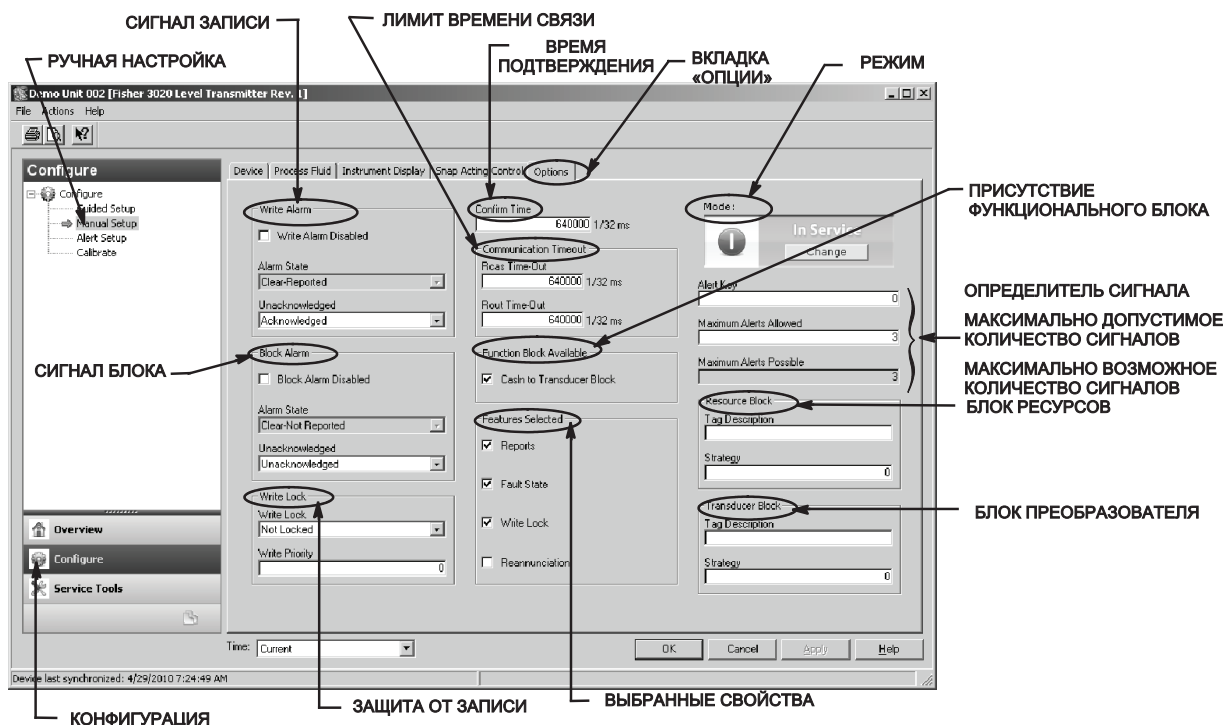 СИГНАЛ ЗАПИСИ
ЛИМИТ ВРЕМЕНИ СВЯЗИ
РУЧНАЯ НАСТРОЙКА
ВРЕМЯ
ПОДТВЕРЖДЕНИЯ
ВКЛАДКА
«ОПЦИИ»
РЕЖИМ
Demo Unit 002 [Fisher 3020 Level Transmitter Rev. 1]
File Actions Help
Configure
Configure
Guided Setup
Manual Setup
Alert Setup
Calibrate
Overview
Configure
Service Tools
Device
Process Fluid
Instrument Display
Snap Acting Control
Options
Write Alarm
Write Alarm Disabled
Alarm State
Clear-Reported
Unacknowledged
Acknowledged
Block Alarm
Block Alarm Disabled
Alarm State
Clear-Not Reported
Unacknowledged
Unacknowledged
Write Lock
Write Lock
Not Locked
Write Priority
0
Confirm Time
640000 1/32 ms
Communication Timeout
Rcas Time-Out
640000 1/32 ms
Rout Time-Out
640000 1/32 ms
Function Block Available
CasIn to Transducer Block
Features Selected
Reports
Fault State
Write Lock
Reannunciation
Mode:
In Service
Change
Alert Key
0
Maximum Alerts Allowed
3
Maximum Alerts Possible
3
Resource Block
Tag Description
Strategy
0
Transducer Block
Tag Description
Strategy
0
Time: Current
OK
Cancel
Apply
Help
Device last synchronized: 4/29/2010 7:24:49 AM
ПРИСУТСТВИЕ
ФУНКЦИОНАЛЬНОГО БЛОКА
ОПРЕДЕЛИТЕЛЬ СИГНАЛА
МАКСИМАЛЬНО ДОПУСТИМОЕ
КОЛИЧЕСТВО СИГНАЛОВ
МАКСИМАЛЬНО ВОЗМОЖНОЕ
КОЛИЧЕСТВО СИГНАЛОВ
БЛОК РЕСУРСОВ
СИГНАЛ БЛОКА
БЛОК ПРЕОБРАЗОВАТЕЛЯ
КОНФИГУРАЦИЯ
ЗАЩИТА ОТ ЗАПИСИ
ВЫБРАННЫЕ СВОЙСТВА